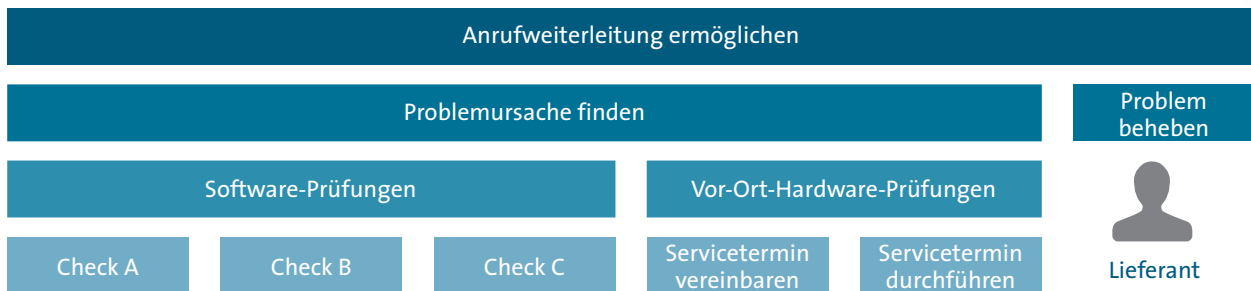 Anrufweiterleitung ermöglichen
Problemursache finden
Problem
beheben
Software-Prüfungen
Vor-Ort-Hardware-Prüfungen
Check A
Check B
Check C
Servicetermin
vereinbaren
Servicetermin
durchführen
Lieferant